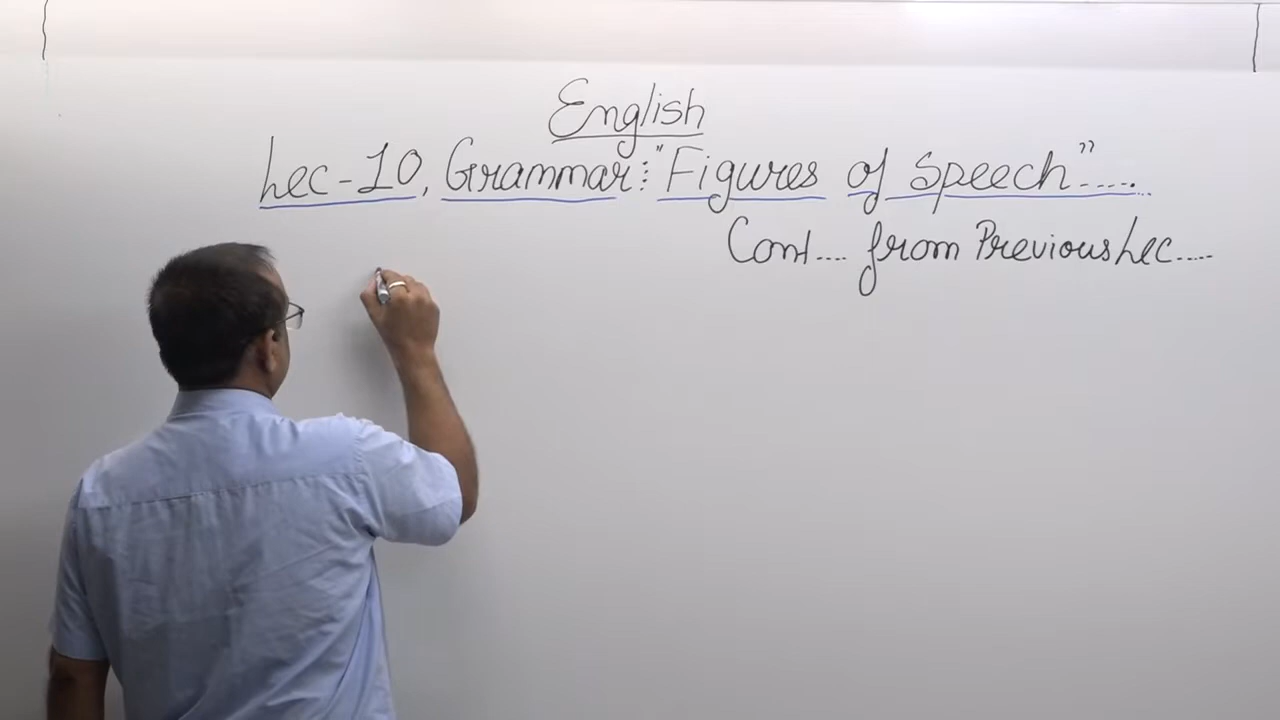 English
Lec-10, Grammar: "Figures of Speech".....
Cont.... from Previous Lec.....